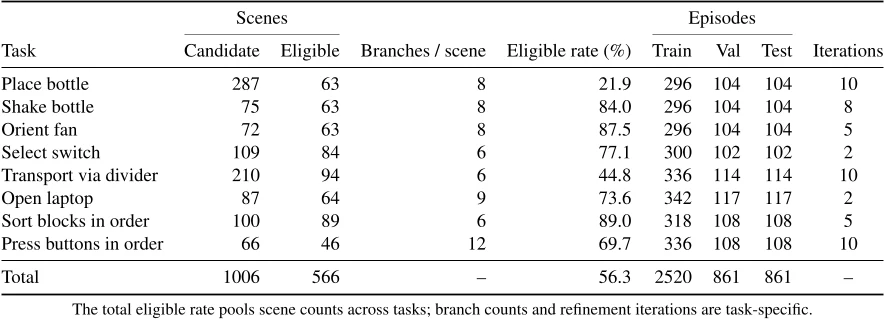 Scenes Episodes
Task Candidate Eligible Branches / scene Eligible rate (%) Train Val Test Iterations
Place bottle 287 63 8 21.9 296 104 104 10
Shake bottle 75 63 8 84.0 296 104 104 8
Orient fan 72 63 8 87.5 296 104 104 5
Select switch 109 84 6 77.1 300 102 102 2
Transport via divider 210 94 6 44.8 336 114 114 10
Open laptop 87 64 9 73.6 342 117 117 2
Sort blocks in order 100 89 6 89.0 318 108 108 5
Press buttons in order 66 46 12 69.7 336 108 108 10
Total 1006 566 – 56.3 2520 861 861 –
The total eligible rate pools scene counts across tasks; branch counts and refinement iterations are task-specific.